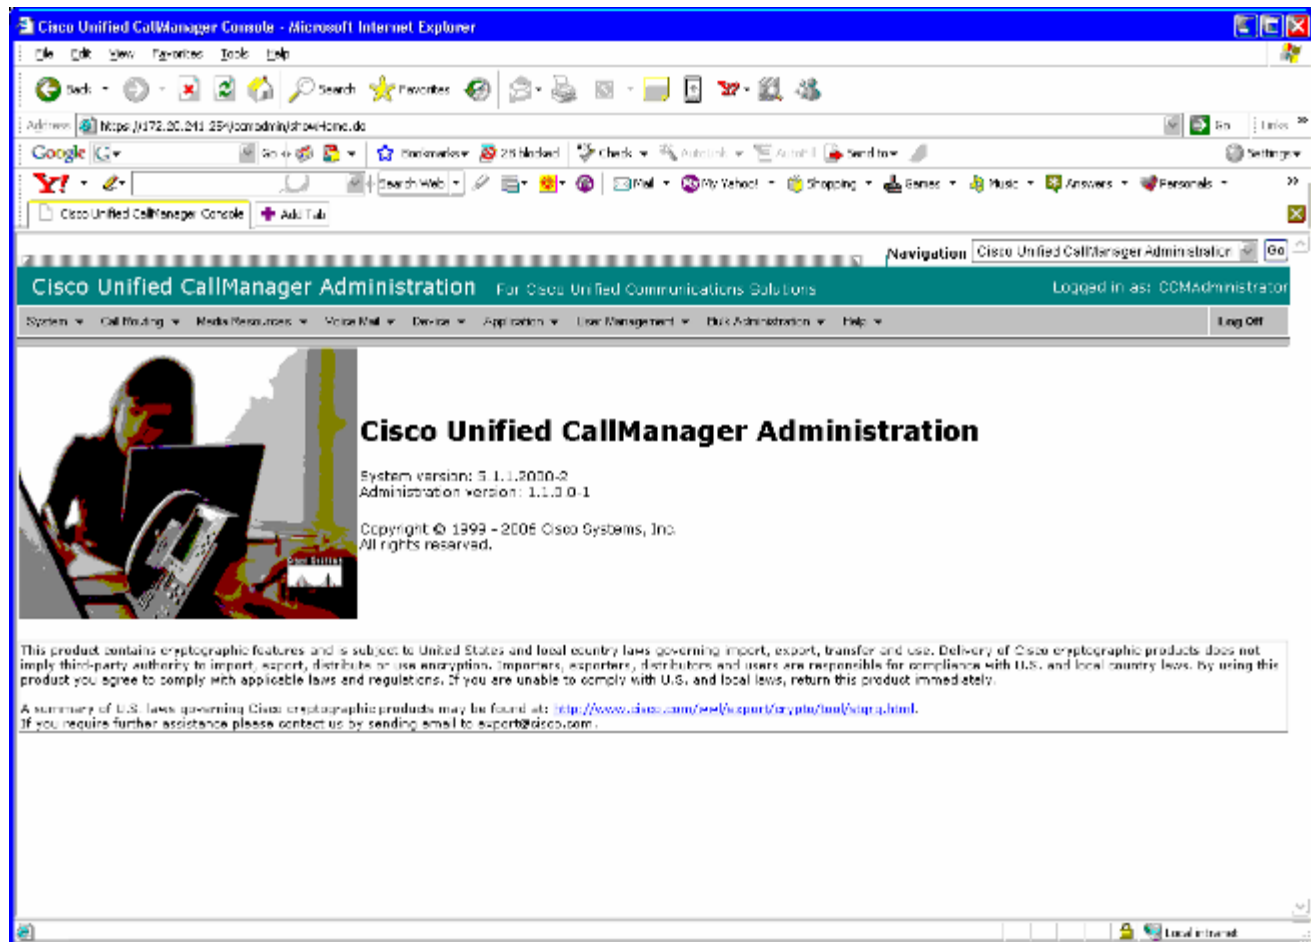 Cisco Unified CallManager Console - Microsoft Internet Explorer
File Edit View Favorites Tools Help
Back Search Favorites
Address https://172.20.241.254/ccmadmin/showHome.do Go Links
Google Go Bookmarks 28 blocked Check AutoLink AutoFill Send to Settings
Y! Search Web Mail My Yahoo! Shopping Games Music Answers Personals
Cisco Unified CallManager Console Add Tab
Navigation Cisco Unified CallManager Administration Go
Cisco Unified CallManager Administration For Cisco Unified Communications Solutions Logged in as: CCMAdministrator
System Call Routing Media Resources Voice Mail Device Application User Management Bulk Administration Help Log Off
Cisco Unified CallManager Administration
System version: 5.1.1.2000-2
Administration version: 1.1.0.0-1
Copyright © 1999 - 2006 Cisco Systems, Inc.
All rights reserved.
This product contains cryptographic features and is subject to United States and local country laws governing import, export, transfer and use. Delivery of Cisco cryptographic products does not
imply third-party authority to import, export, distribute or use encryption. Importers, exporters, distributors and users are responsible for compliance with U.S. and local country laws. By using this
product you agree to comply with applicable laws and regulations. If you are unable to comply with U.S. and local laws, return this product immediately.
A summary of U.S. laws governing Cisco cryptographic products may be found at: http://www.cisco.com/wwl/export/crypto/tool/stqrg.html.
If you require further assistance please contact us by sending email to export@cisco.com.
Local intranet